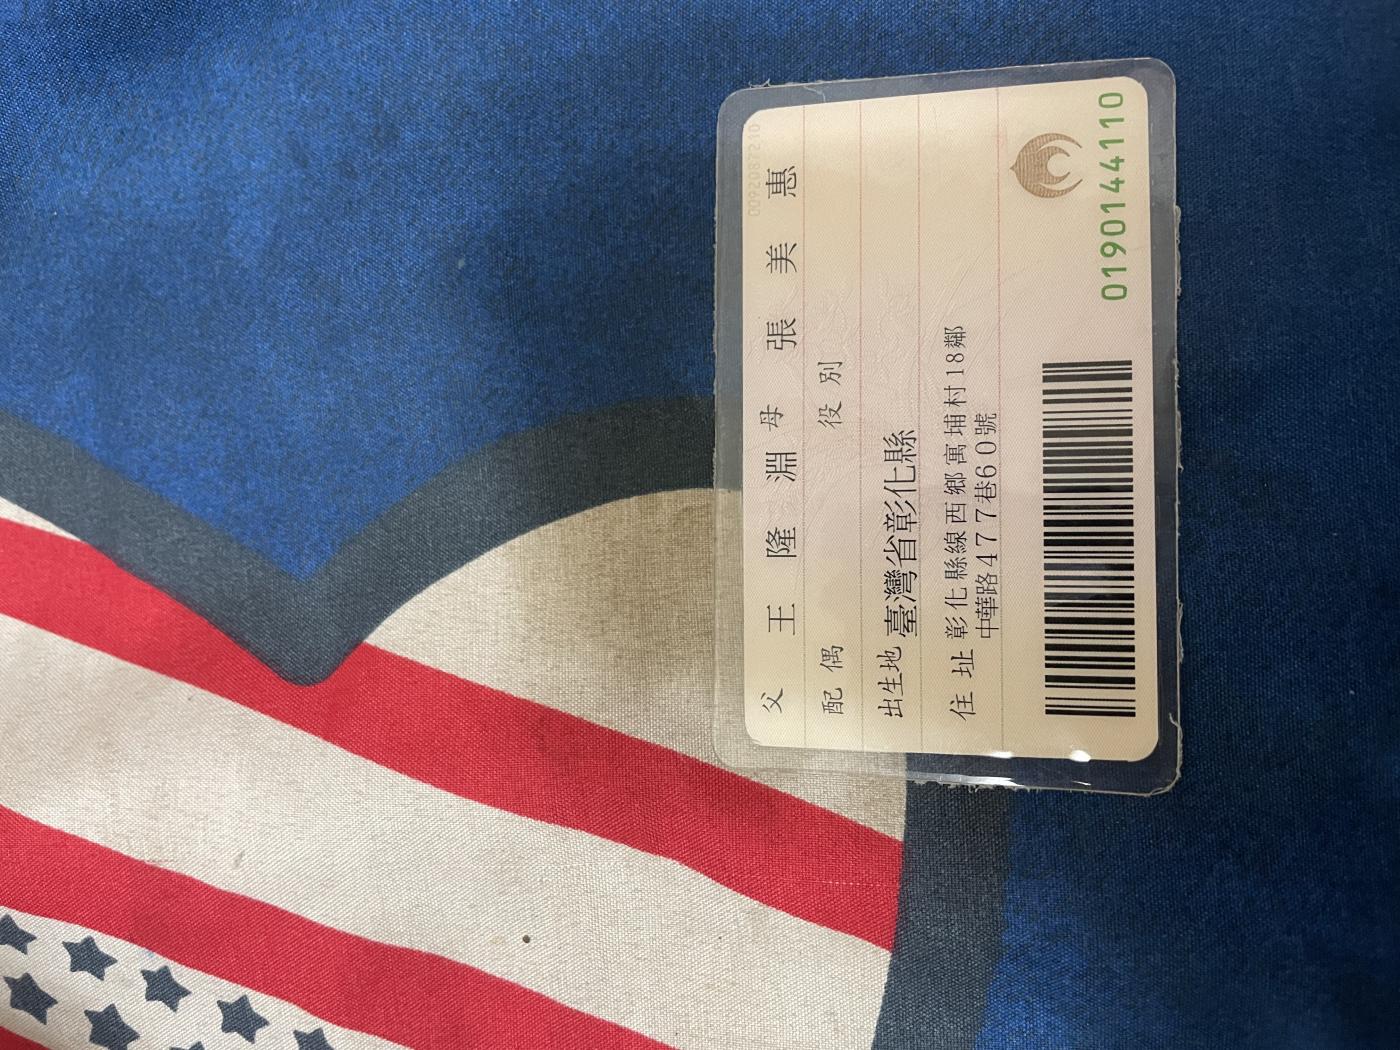 00920872210
父 王 隆 淵 母 張 美 惠
配 偶 役 別
出生地 臺灣省彰化縣
住 址 彰化縣線西鄉寓埔村18鄰
中華路477巷60號
0190144110